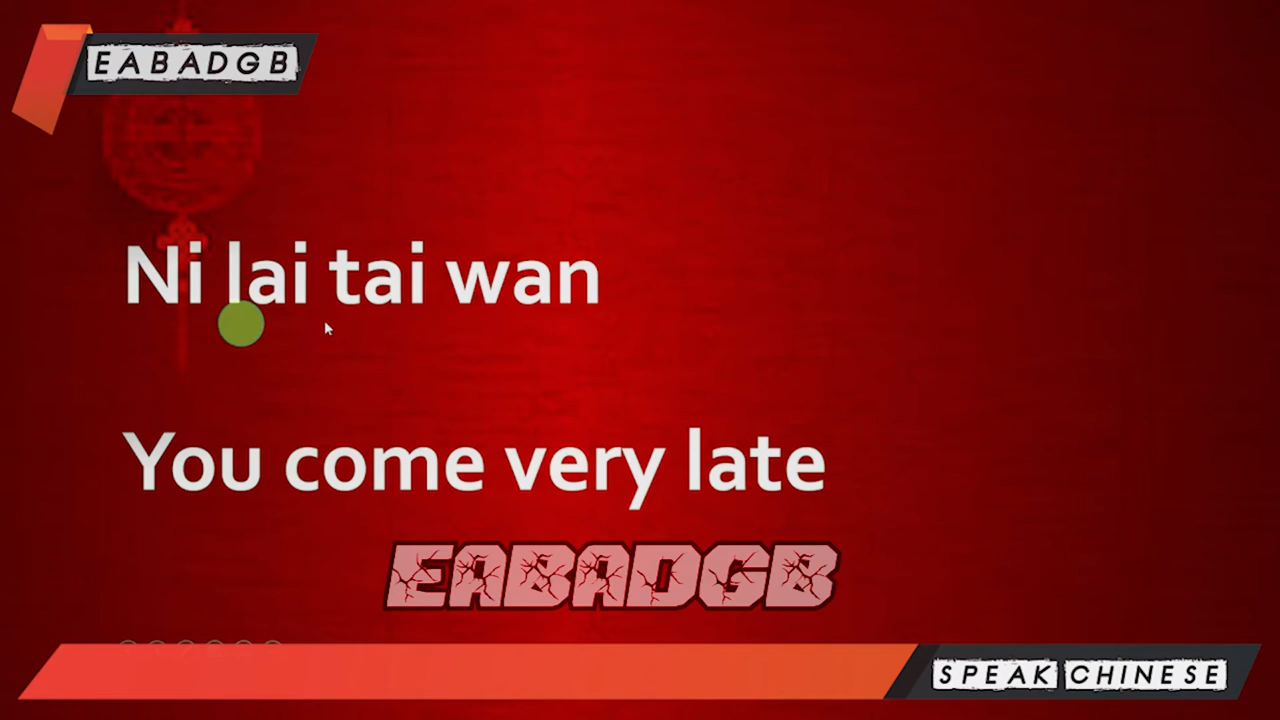 EABADGB
Ni lai tai wan
You come very late
EABADGB
SPEAK CHINESE